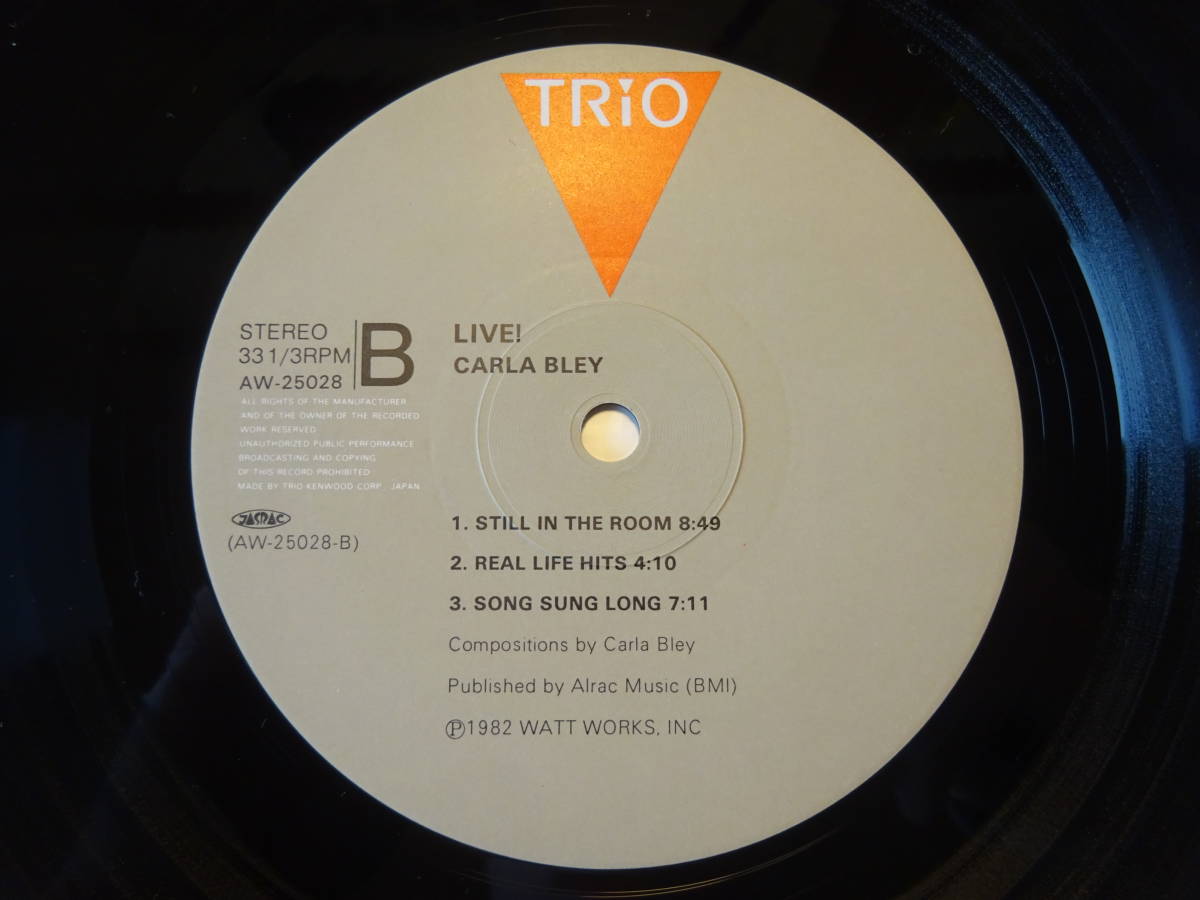 TRiO
STEREO
33 1/3RPM
AW-25028
B
LIVE!
CARLA BLEY
ALL RIGHTS OF THE MANUFACTURER
AND OF THE OWNER OF THE RECORDED
WORK RESERVED
UNAUTHORIZED PUBLIC PERFORMANCE
BROADCASTING AND COPYING
OF THIS RECORD PROHIBITED
MADE BY TRIO-KENWOOD CORP. JAPAN
JASRAC
(AW-25028-B)
1. STILL IN THE ROOM 8:49
2. REAL LIFE HITS 4:10
3. SONG SUNG LONG 7:11
Compositions by Carla Bley
Published by Alrac Music (BMI)
Ⓟ1982 WATT WORKS, INC